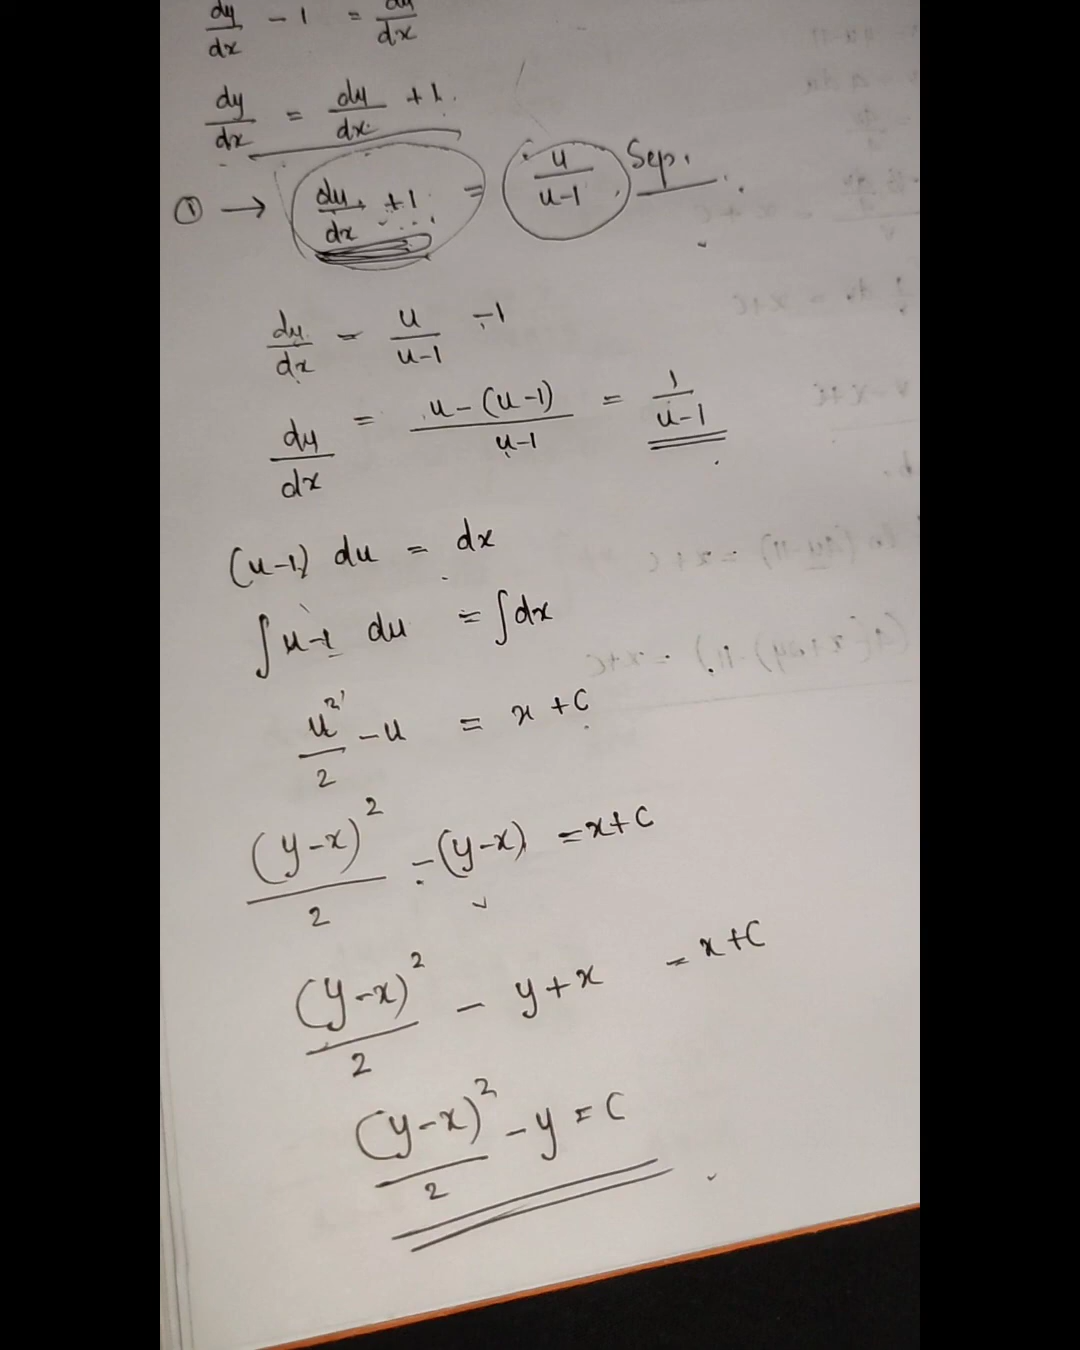 dy/dx - 1 = du/dx
dy/dx = du/dx + 1.
① → du/dx + 1 = u/u-1 Sep.
du/dx = u/u-1 - 1
du/dx = u-(u-1)/u-1 = 1/u-1
(u-1) du = dx
∫u-1 du = ∫dx
u²/2 - u = x + C
(y-x)²/2 - (y-x) = x+C
(y-x)²/2 - y+x = x+C
(y-x)²/2 - y = C